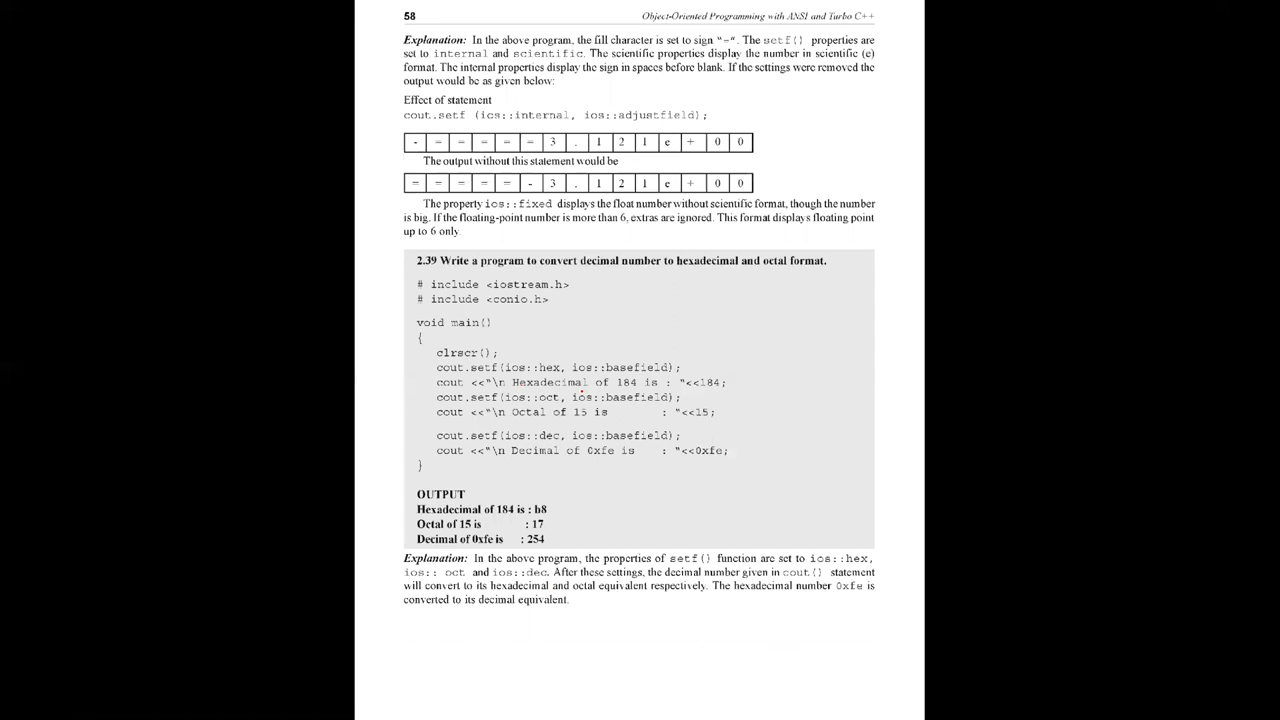 58 Object-Oriented Programming with ANSI and Turbo C++
Explanation: In the above program, the fill character is set to sign "=". The setf() properties are
set to internal and scientific. The scientific properties display the number in scientific (e)
format. The internal properties display the sign in spaces before blank. If the settings were removed the
output would be as given below:
Effect of statement
cout.setf (ios::internal, ios::adjustfield);
- = = = = = 3 . 1 2 1 e + 0 0
The output without this statement would be
= = = = = - 3 . 1 2 1 e + 0 0
The property ios::fixed displays the float number without scientific format, though the number
is big. If the floating-point number is more than 6, extras are ignored. This format displays floating point
up to 6 only.
2.39 Write a program to convert decimal number to hexadecimal and octal format.
# include <iostream.h>
# include <conio.h>
void main()
{
clrscr();
cout.setf(ios::hex, ios::basefield);
cout <<"\n Hexadecimal of 184 is : "<<184;
cout.setf(ios::oct, ios::basefield);
cout <<"\n Octal of 15 is : "<<15;
cout.setf(ios::dec, ios::basefield);
cout <<"\n Decimal of 0xfe is : "<<0xfe;
}
OUTPUT
Hexadecimal of 184 is : b8
Octal of 15 is : 17
Decimal of 0xfe is : 254
Explanation: In the above program, the properties of setf() function are set to ios::hex,
ios:: oct and ios::dec. After these settings, the decimal number given in cout() statement
will convert to its hexadecimal and octal equivalent respectively. The hexadecimal number 0xfe is
converted to its decimal equivalent.